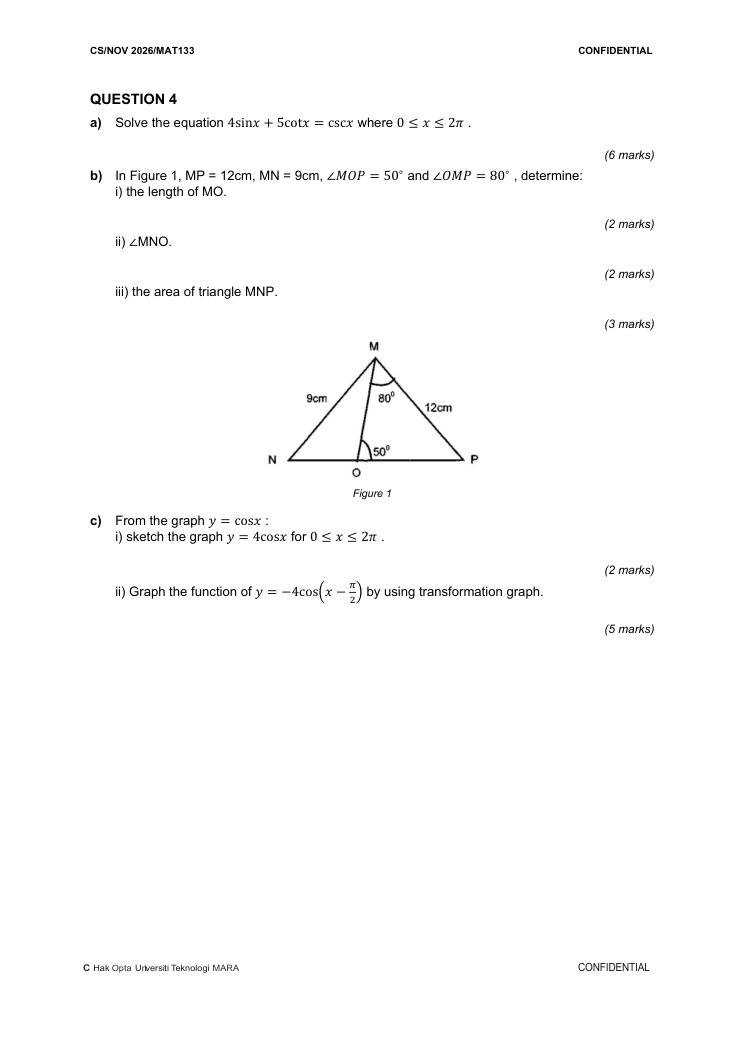 CS/NOV 2026/MAT133 CONFIDENTIAL
QUESTION 4
a) Solve the equation 4sinx + 5cotx = cscx where 0 ≤ x ≤ 2π .
(6 marks)
b) In Figure 1, MP = 12cm, MN = 9cm, ∠MOP = 50° and ∠OMP = 80° , determine:
i) the length of MO.
(2 marks)
ii) ∠MNO.
(2 marks)
iii) the area of triangle MNP.
(3 marks)
M
9cm 80⁰ 12cm
N 50⁰ P
O
Figure 1
c) From the graph y = cosx :
i) sketch the graph y = 4cosx for 0 ≤ x ≤ 2π .
(2 marks)
ii) Graph the function of y = −4cos(x − π/2) by using transformation graph.
(5 marks)
C Hak Opta Universiti Teknologi MARA CONFIDENTIAL